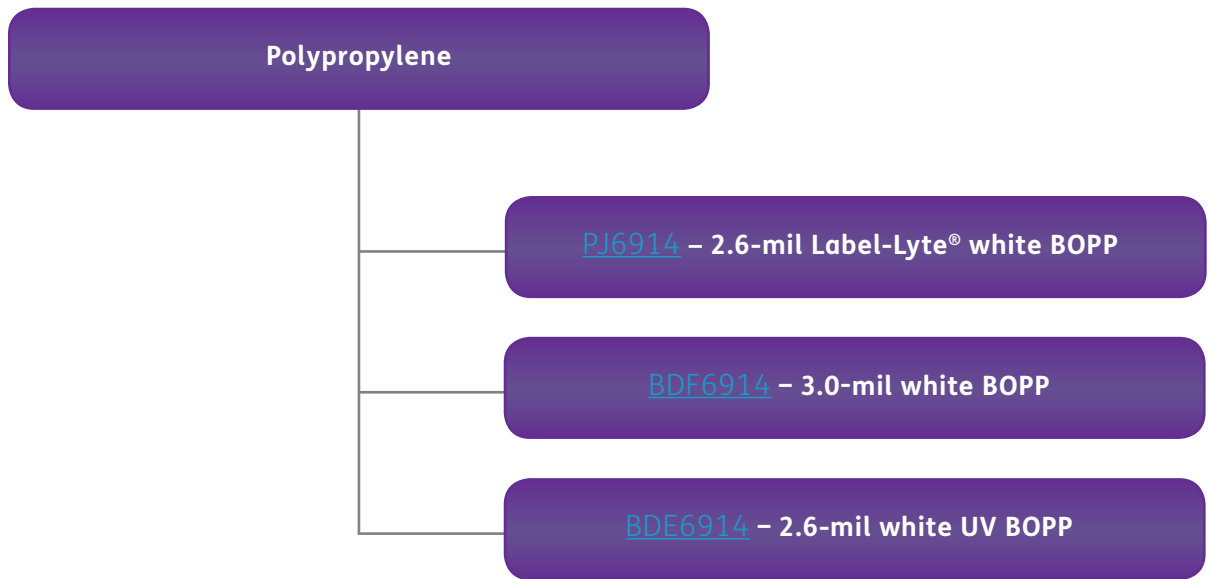 Polypropylene
PJ6914 – 2.6-mil Label-Lyte® white BOPP
BDF6914 – 3.0-mil white BOPP
BDE6914 – 2.6-mil white UV BOPP